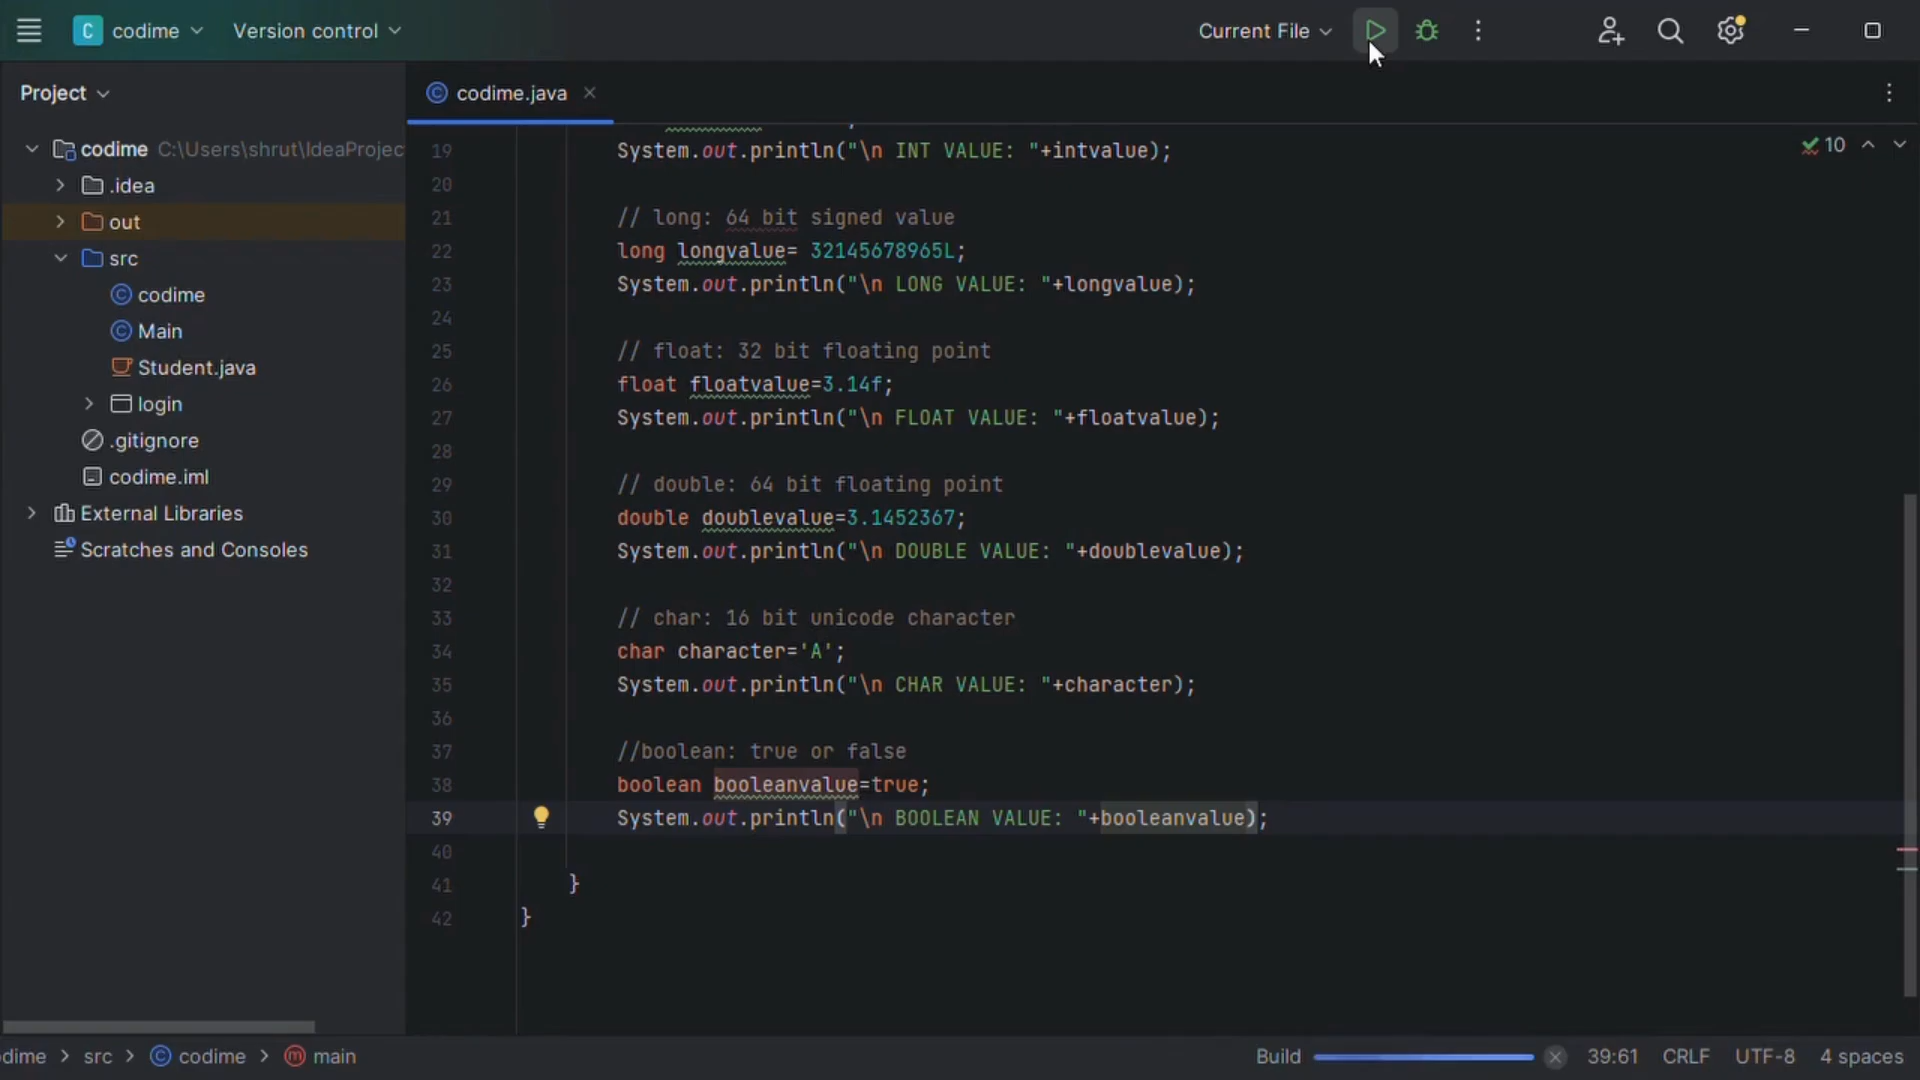 C codime Version control Current File
Project
codime.java
codime C:\Users\shrut\IdeaProjec
.idea
out
src
codime
Main
Student.java
login
.gitignore
codime.iml
External Libraries
Scratches and Consoles
10
19 System.out.println("\n INT VALUE: "+intvalue);
20
21 // long: 64 bit signed value
22 long longvalue= 32145678965L;
23 System.out.println("\n LONG VALUE: "+longvalue);
24
25 // float: 32 bit floating point
26 float floatvalue=3.14f;
27 System.out.println("\n FLOAT VALUE: "+floatvalue);
28
29 // double: 64 bit floating point
30 double doublevalue=3.1452367;
31 System.out.println("\n DOUBLE VALUE: "+doublevalue);
32
33 // char: 16 bit unicode character
34 char character='A';
35 System.out.println("\n CHAR VALUE: "+character);
36
37 //boolean: true or false
38 boolean booleanvalue=true;
39 System.out.println("\n BOOLEAN VALUE: "+booleanvalue);
40
41 }
42 }
dime > src > codime > main Build 39:61 CRLF UTF-8 4 spaces